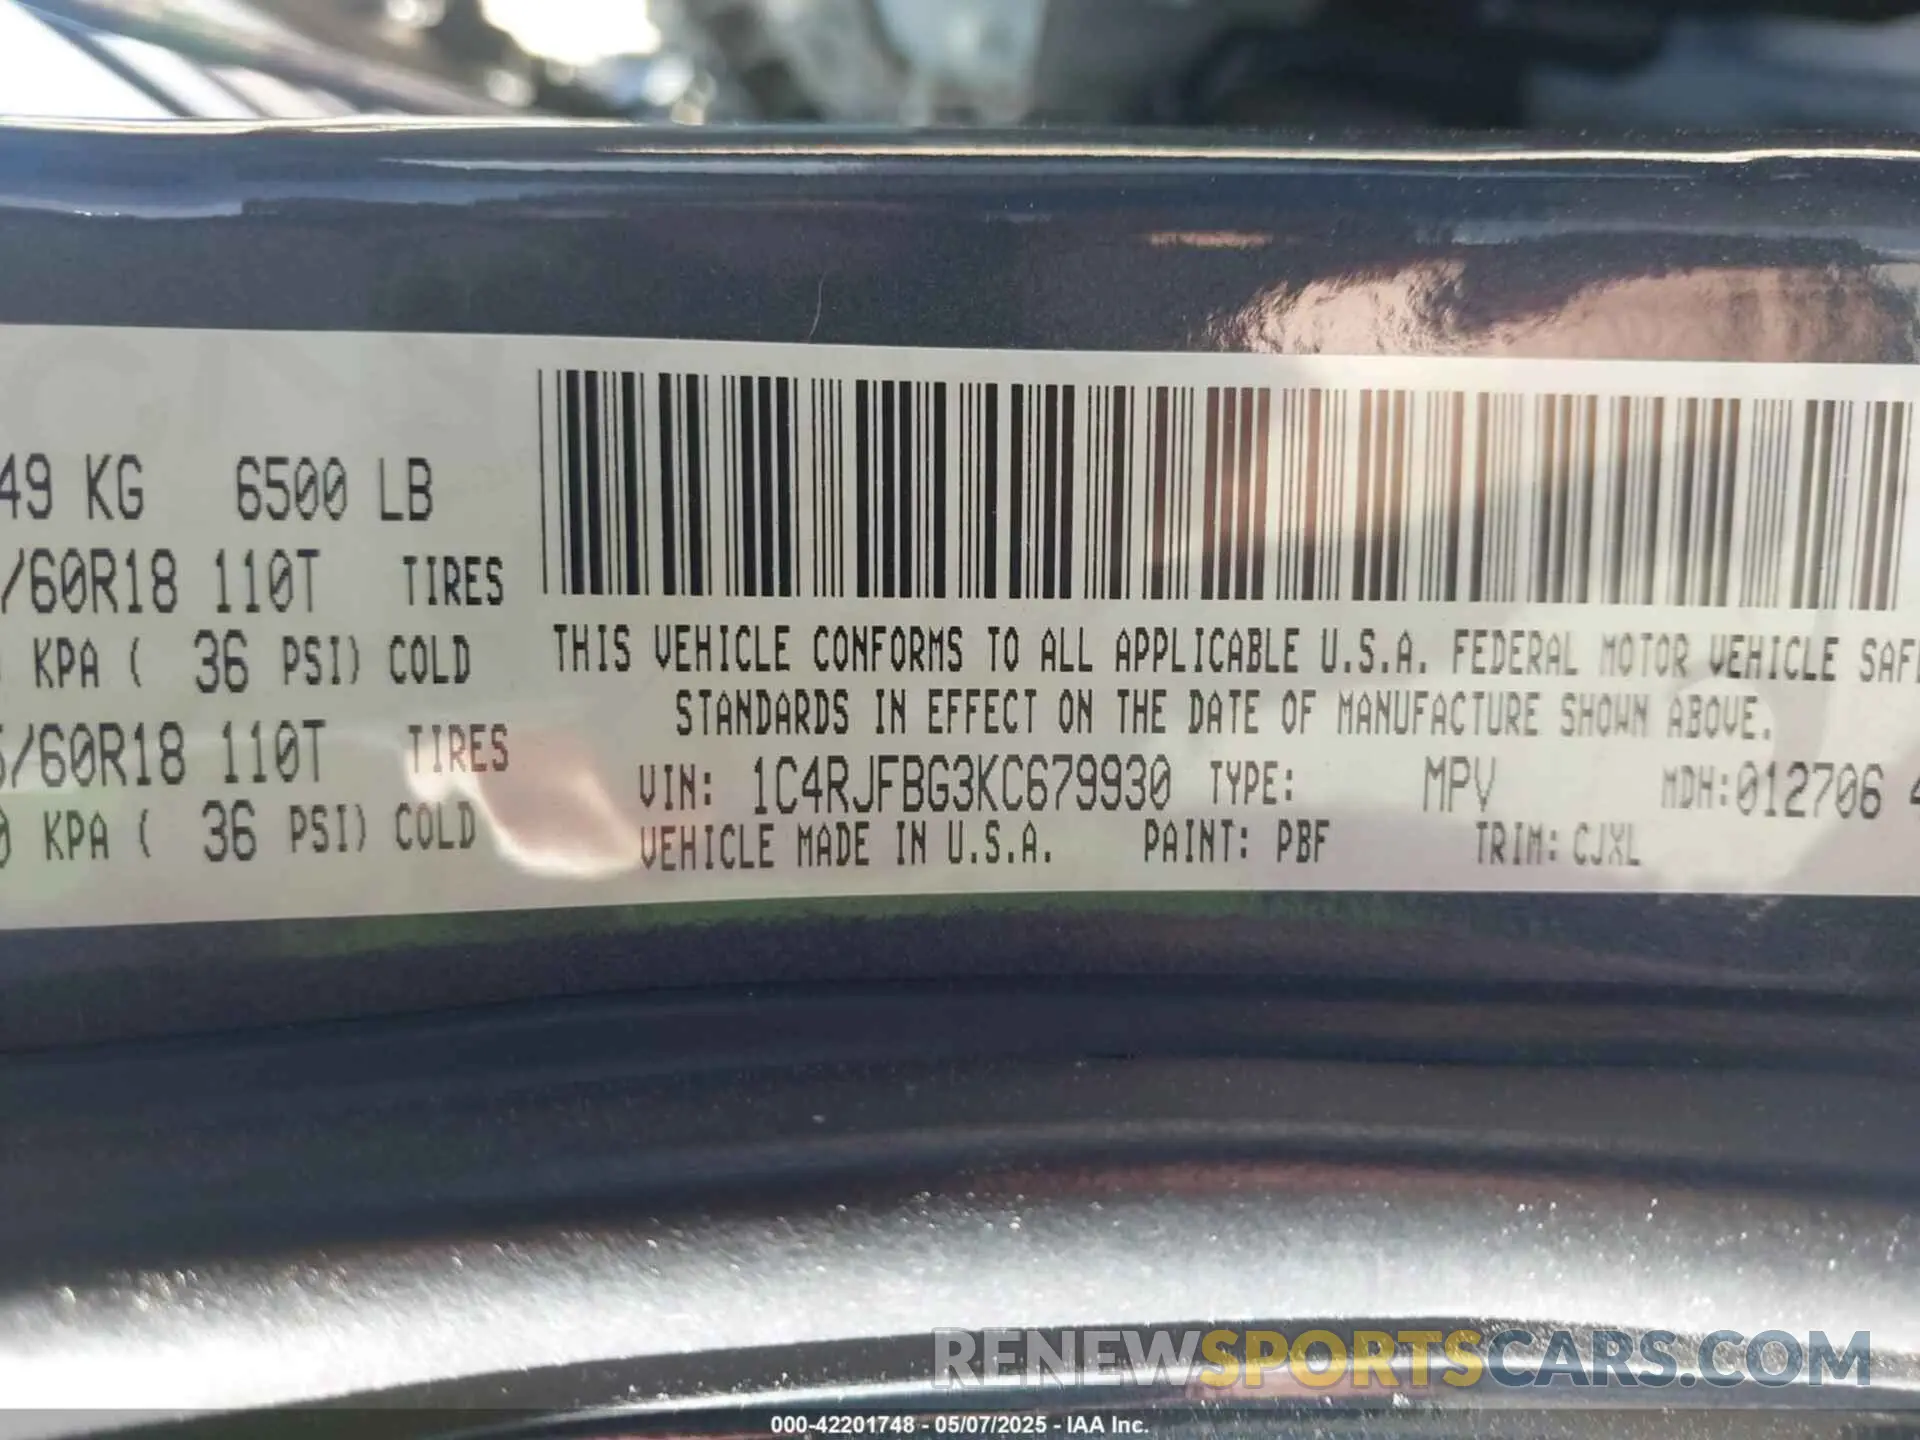 49 KG 6500 LB
/60R18 110T TIRES
KPA ( 36 PSI) COLD
/60R18 110T TIRES
0 KPA ( 36 PSI) COLD
THIS VEHICLE CONFORMS TO ALL APPLICABLE U.S.A. FEDERAL MOTOR VEHICLE SAF
STANDARDS IN EFFECT ON THE DATE OF MANUFACTURE SHOWN ABOVE.
VIN: 1C4RJFBG3KC679930 TYPE: MPV MDH:012706 4
VEHICLE MADE IN U.S.A. PAINT: PBF TRIM: CJXL
RENEWSPORTSCARS.COM
000-42201748 - 05/07/2025 - IAA Inc.